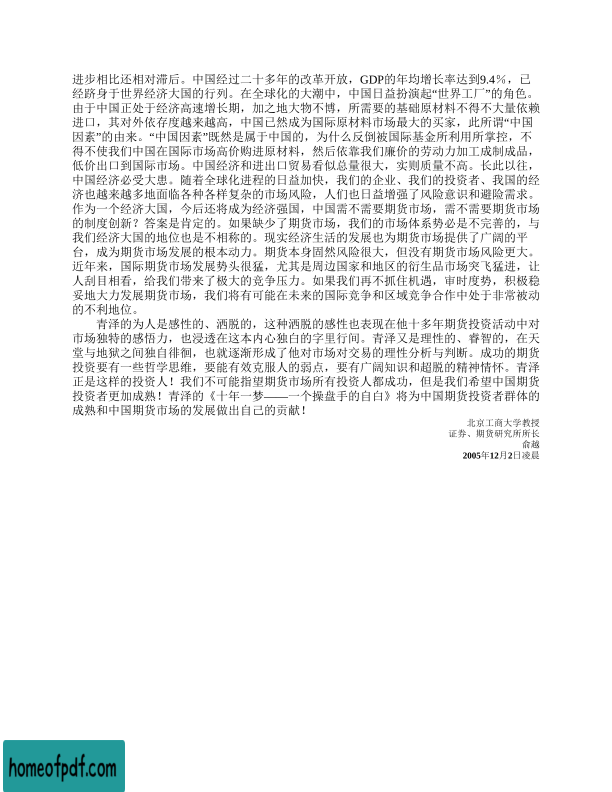 进步相比还相对滞后。中国经过二十多年的改革开放，GDP的年均增长率达到9.4％，已
经跻身于世界经济大国的行列。在全球化的大潮中，中国日益扮演起“世界工厂”的角色。
由于中国正处于经济高速增长期，加之地大物不博，所需要的基础原材料不得不大量依赖
进口，其对外依存度越来越高，中国已然成为国际原材料市场最大的买家，此所谓“中国
因素”的由来。“中国因素”既然是属于中国的，为什么反倒被国际基金所利用所掌控，不
得不使我们中国在国际市场高价购进原材料，然后依靠我们廉价的劳动力加工成制成品，
低价出口到国际市场。中国经济和进出口贸易看似总量很大，实则质量不高。长此以往，
中国经济必受大患。随着全球化进程的日益加快，我们的企业、我们的投资者、我国的经
济也越来越多地面临各种各样复杂的市场风险，人们也日益增强了风险意识和避险需求。
作为一个经济大国，今后还将成为经济强国，中国需不需要期货市场，需不需要期货市场
的制度创新？答案是肯定的。如果缺少了期货市场，我们的市场体系势必是不完善的，与
我们经济大国的地位也是不相称的。现实经济生活的发展也为期货市场提供了广阔的平
台，成为期货市场发展的根本动力。期货本身固然风险很大，但没有期货市场风险更大。
近年来，国际期货市场发展势头很猛，尤其是周边国家和地区的衍生品市场突飞猛进，让
人刮目相看，给我们带来了极大的竞争压力。如果我们再不抓住机遇，审时度势，积极稳
妥地大力发展期货市场，我们将有可能在未来的国际竞争和区域竞争合作中处于非常被动
的不利地位。
青泽的为人是感性的、洒脱的，这种洒脱的感性也表现在他十多年期货投资活动中对
市场独特的感悟力，也浸透在这本内心独白的字里行间。青泽又是理性的、睿智的，在天
堂与地狱之间独自徘徊，也就逐渐形成了他对市场对交易的理性分析与判断。成功的期货
投资要有一些哲学思维，要能有效克服人的弱点，要有广阔知识和超脱的精神情怀。青泽
正是这样的投资人！我们不可能指望期货市场所有投资人都成功，但是我们希望中国期货
投资者更加成熟！青泽的《十年一梦——一个操盘手的自白》将为中国期货投资者群体的
成熟和中国期货市场的发展做出自己的贡献！
北京工商大学教授
证券、期货研究所所长
俞越
2005年12月2日凌晨
homeofpdf.com